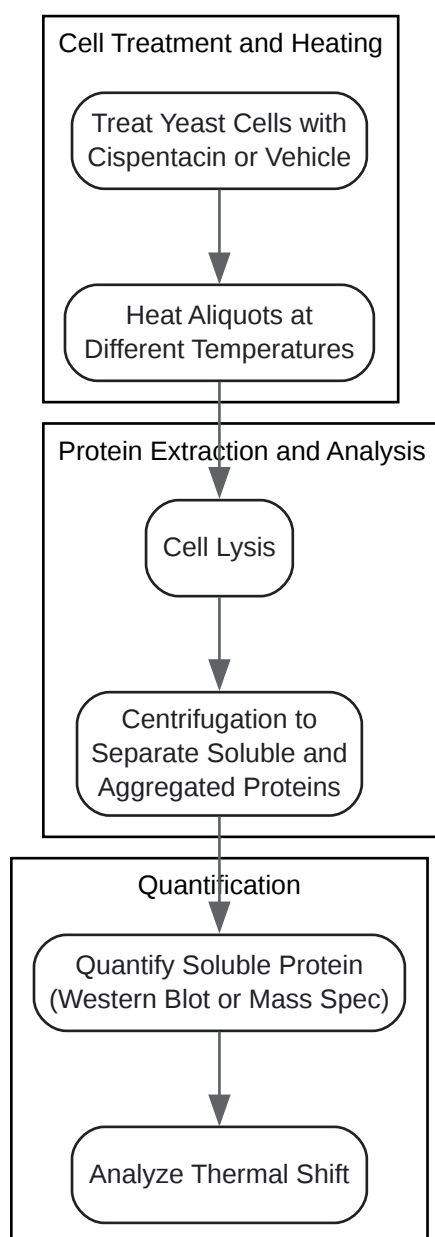 Cell Treatment and Heating
Treat Yeast Cells with
Cispentacin or Vehicle
Heat Aliquots at
Different Temperatures
Protein Extraction and Analysis
Cell Lysis
Centrifugation to
Separate Soluble and
Aggregated Proteins
Quantification
Quantify Soluble Protein
(Western Blot or Mass Spec)
Analyze Thermal Shift